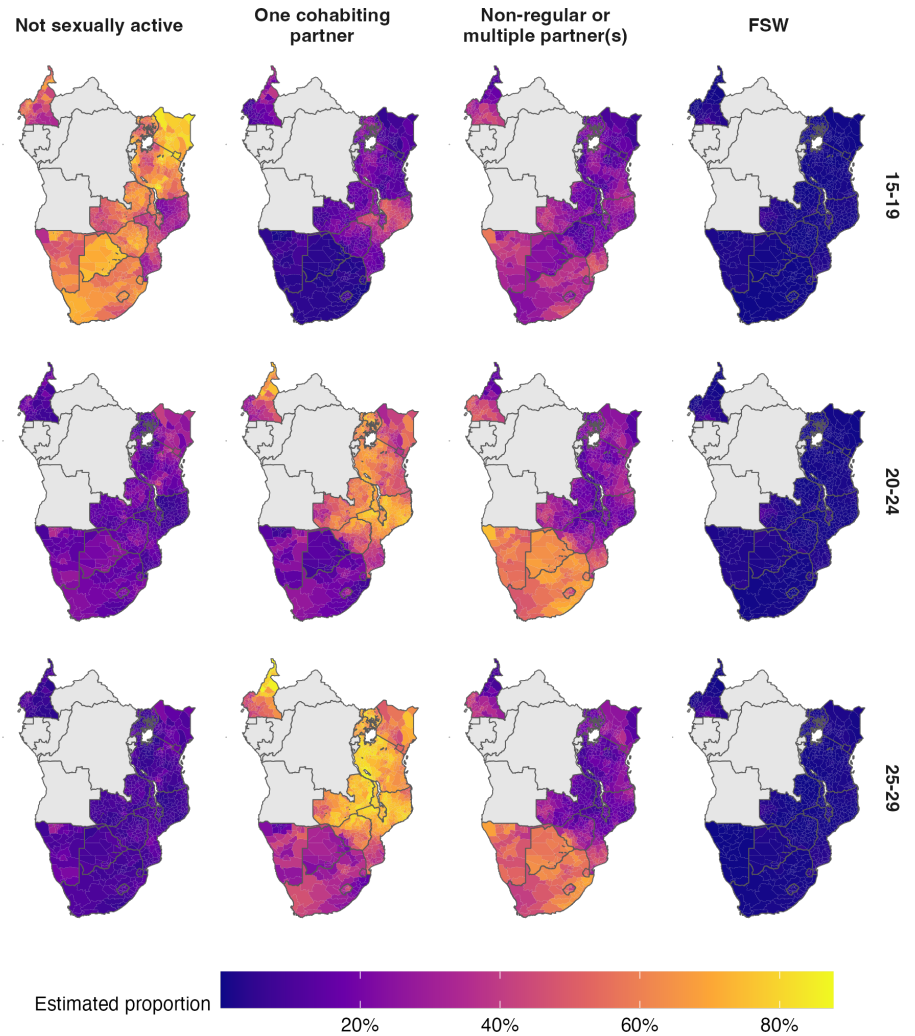 Not sexually active
One cohabiting
partner
Non-regular or
multiple partner(s)
FSW
15-19
20-24
25-29
Estimated proportion
20%
40%
60%
80%